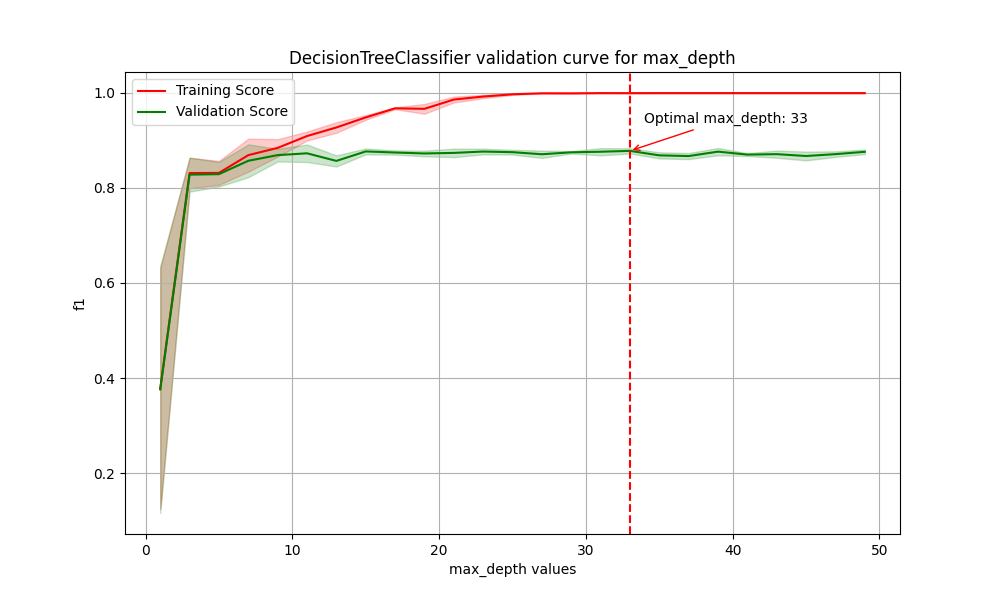 DecisionTreeClassifier validation curve for max_depth
Training Score
Validation Score
Optimal max_depth: 33
1.0
0.8
0.6
0.4
0.2
f1
0 10 20 30 40 50
max_depth values